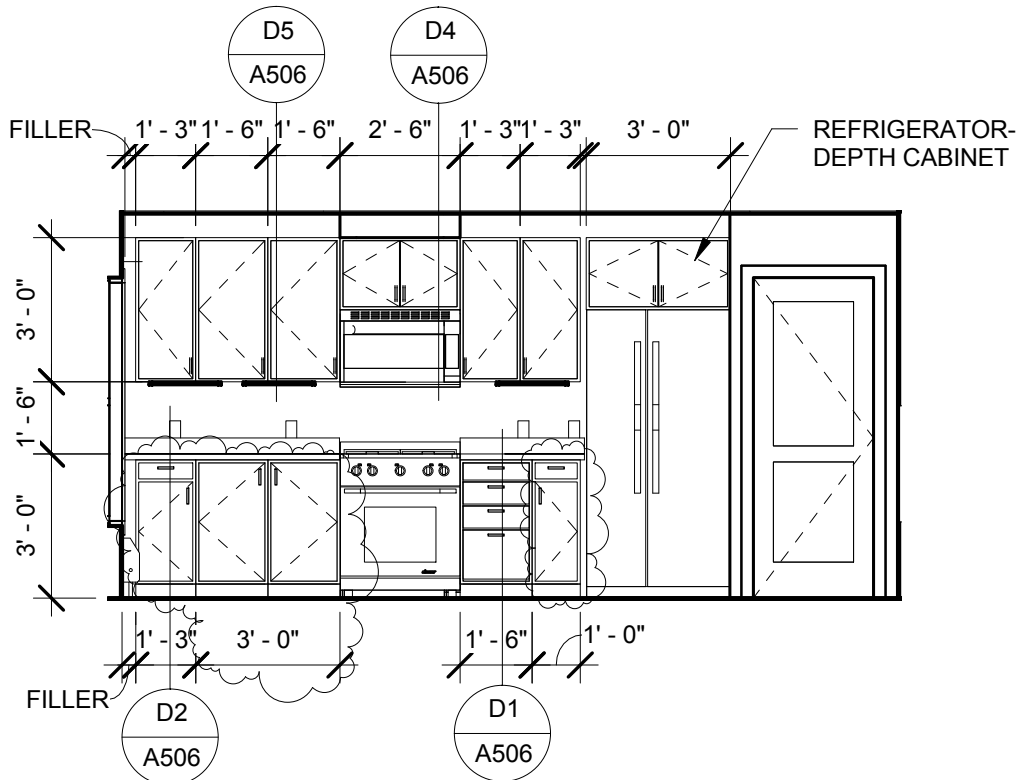 D5
A506
D4
A506
FILLER
1' - 3"
1' - 6"
1' - 6"
2' - 6"
1' - 3"
1' - 3"
3' - 0"
REFRIGERATOR-
DEPTH CABINET
3' - 0"
1' - 6"
3' - 0"
1' - 3"
3' - 0"
1' - 6"
1' - 0"
FILLER
D2
A506
D1
A506